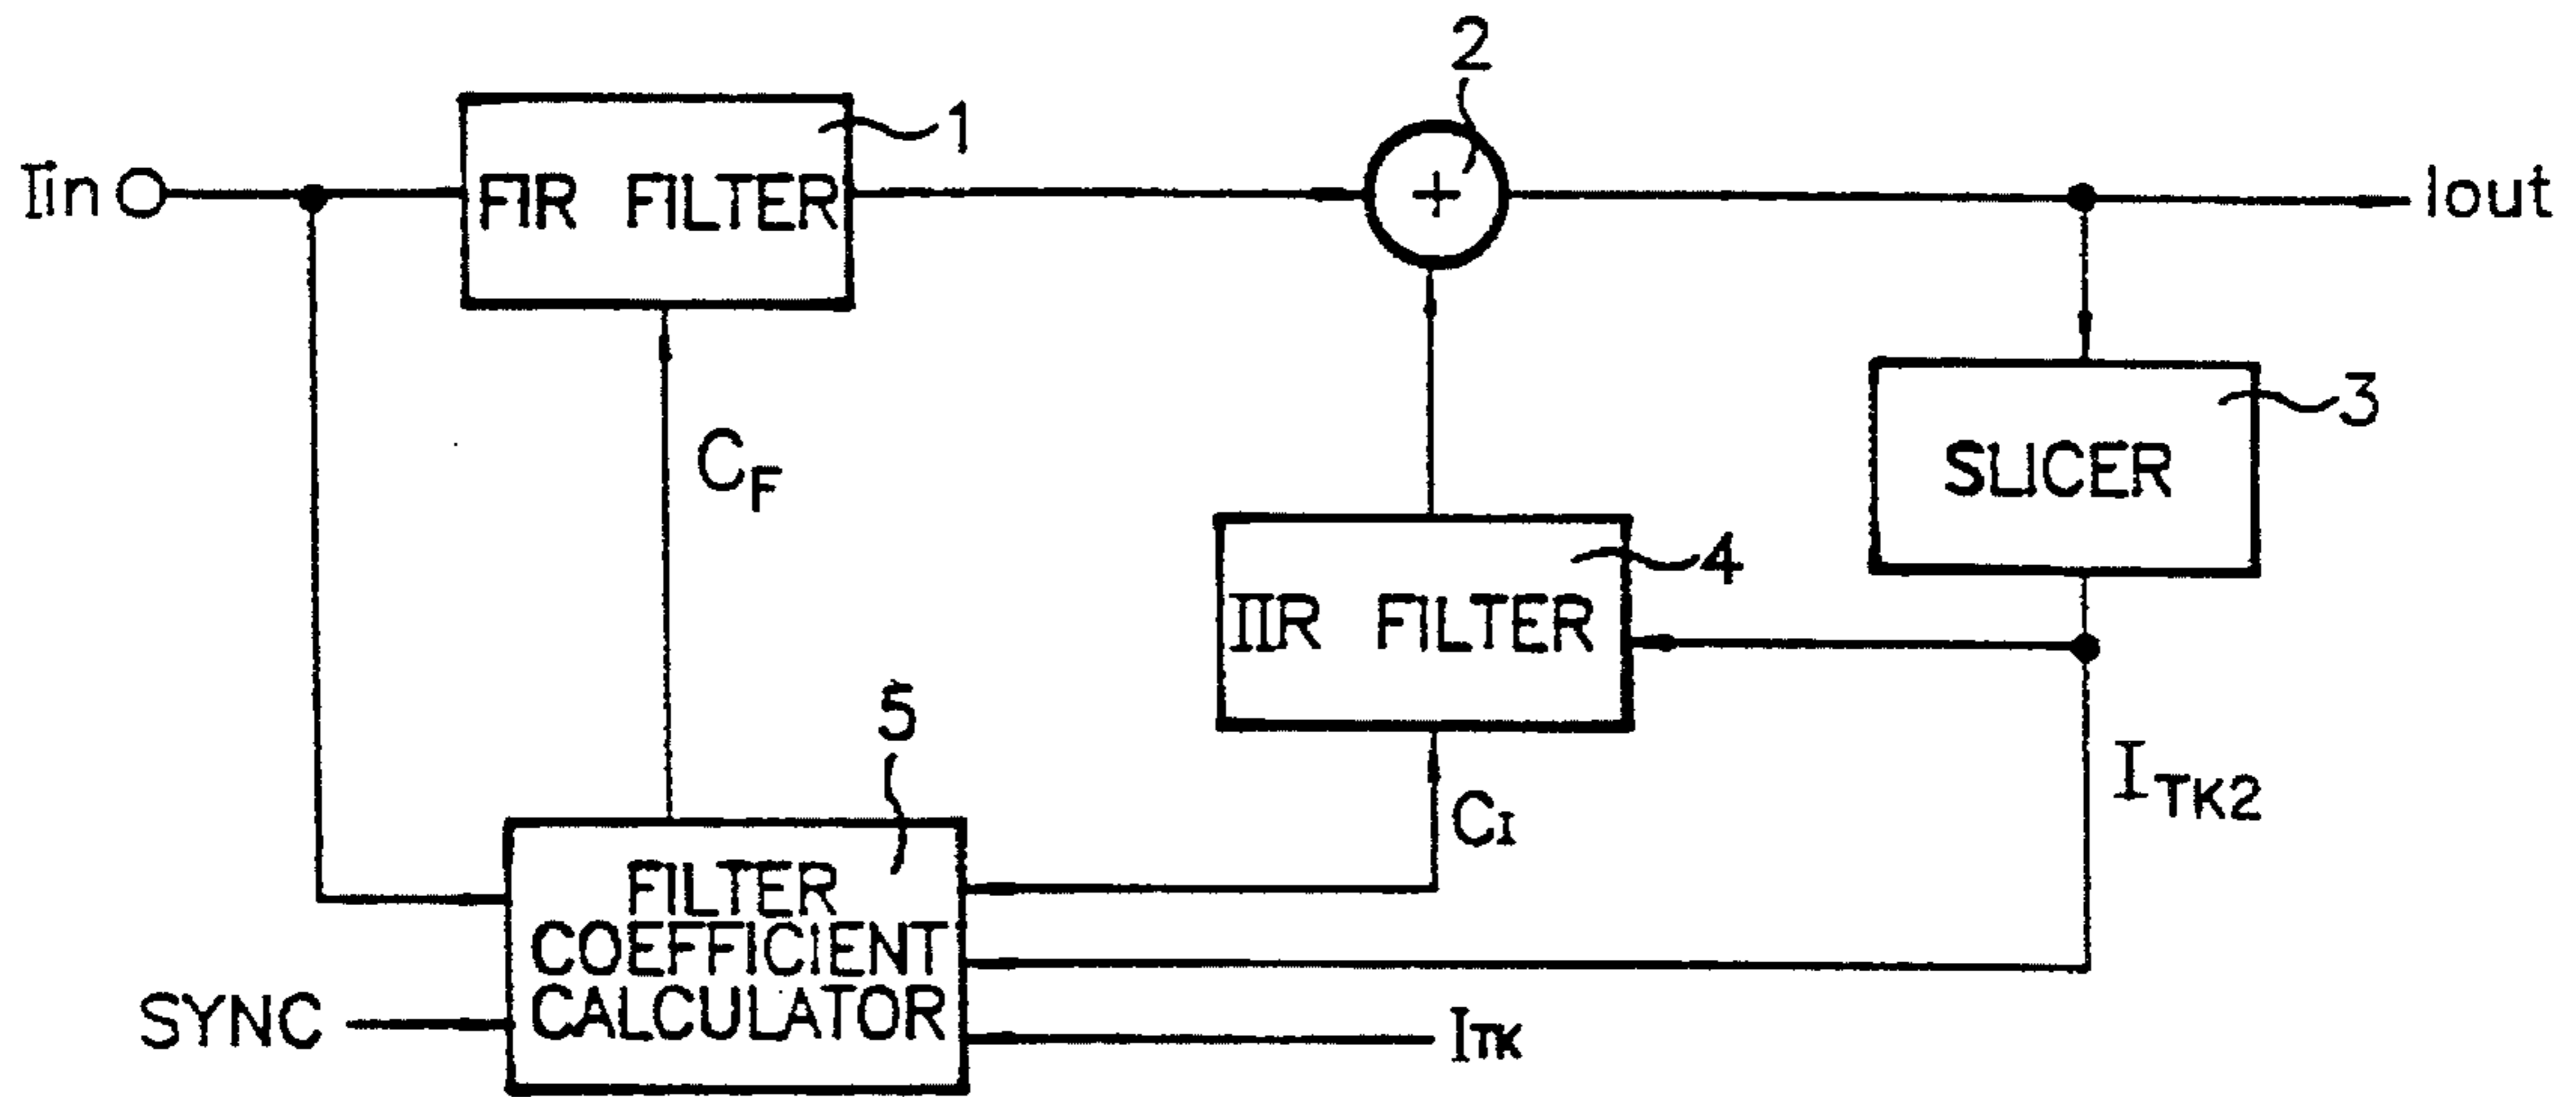 2
1
Iin
FIR FILTER
+
Iout
3
SLICER
CF
4
IIR FILTER
5
ITK2
CI
FILTER
COEFFICIENT
CALCULATOR
SYNC
ITK